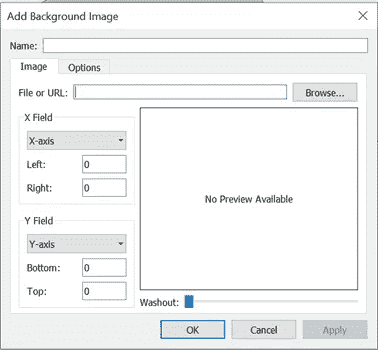 Add Background Image
Name:
Image Options
File or URL: Browse...
X Field
X-axis
Left: 0
Right: 0
No Preview Available
Y Field
Y-axis
Bottom: 0
Top: 0
Washout:
OK Cancel Apply